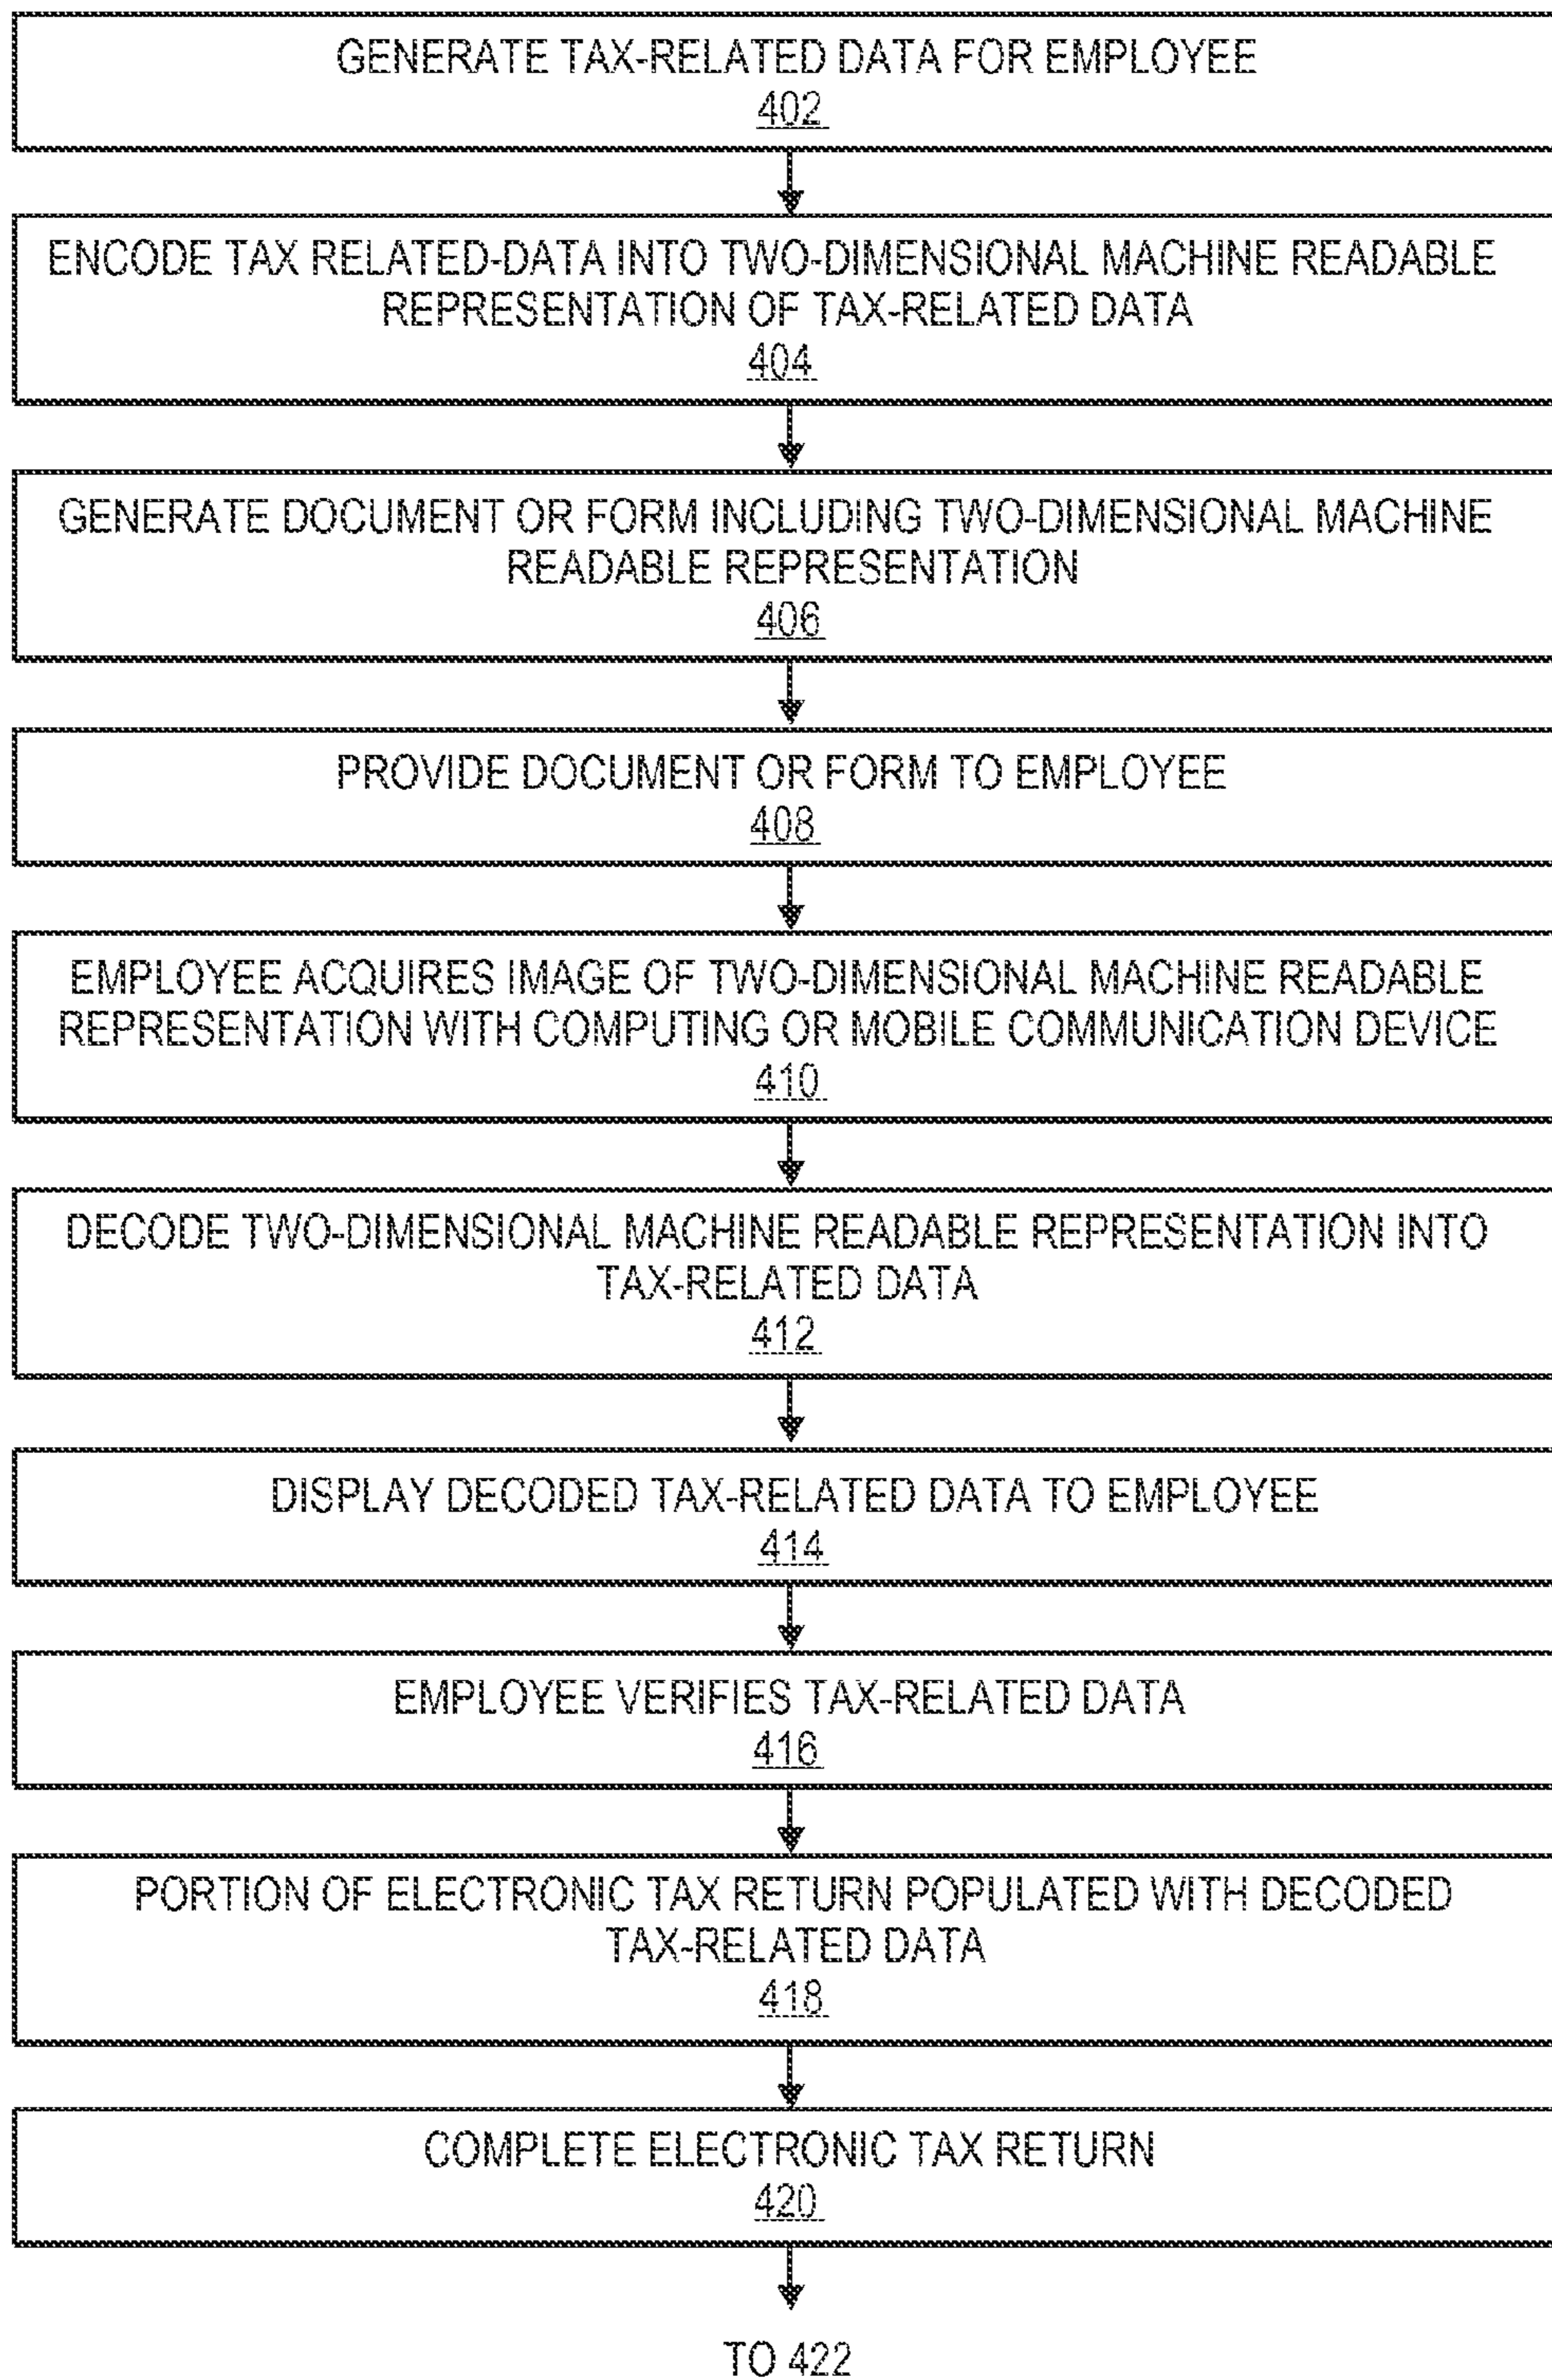 GENERATE TAX-RELATED DATA FOR EMPLOYEE
402
ENCODE TAX RELATED-DATA INTO TWO-DIMENSIONAL MACHINE READABLE
REPRESENTATION OF TAX-RELATED DATA
404
GENERATE DOCUMENT OR FORM INCLUDING TWO-DIMENSIONAL MACHINE
READABLE REPRESENTATION
406
PROVIDE DOCUMENT OR FORM TO EMPLOYEE
408
EMPLOYEE ACQUIRES IMAGE OF TWO-DIMENSIONAL MACHINE READABLE
REPRESENTATION WITH COMPUTING OR MOBILE COMMUNICATION DEVICE
410
DECODE TWO-DIMENSIONAL MACHINE READABLE REPRESENTATION INTO
TAX-RELATED DATA
412
DISPLAY DECODED TAX-RELATED DATA TO EMPLOYEE
414
EMPLOYEE VERIFIES TAX-RELATED DATA
416
PORTION OF ELECTRONIC TAX RETURN POPULATED WITH DECODED
TAX-RELATED DATA
418
COMPLETE ELECTRONIC TAX RETURN
420
TO 422